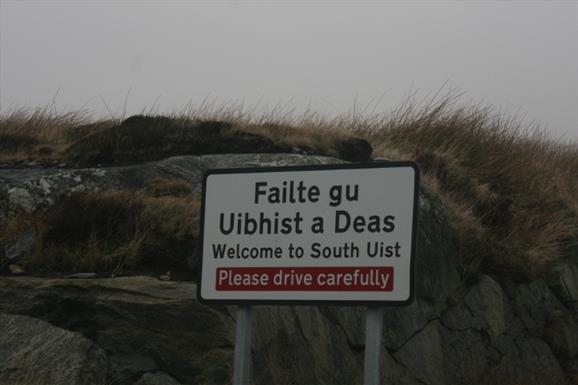 Failte gu
Uibhist a Deas
Welcome to South Uist
Please drive carefully